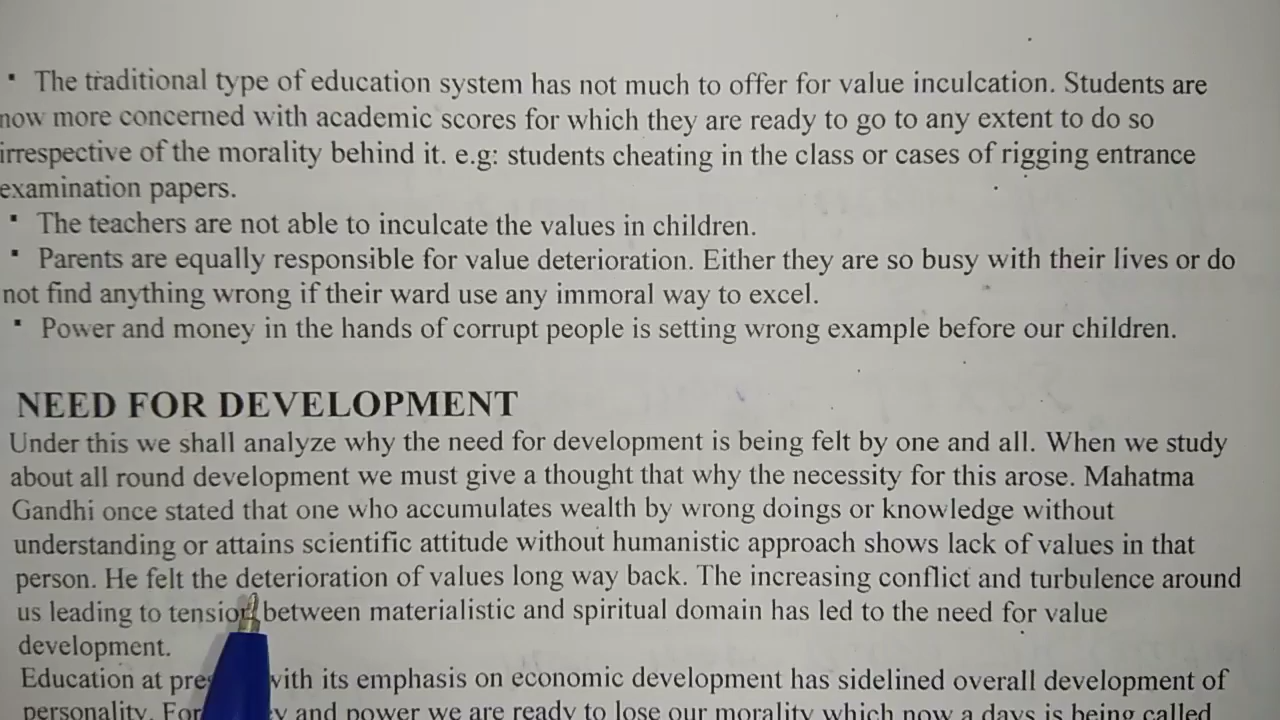 ▪ The traditional type of education system has not much to offer for value inculcation. Students are
now more concerned with academic scores for which they are ready to go to any extent to do so
irrespective of the morality behind it. e.g: students cheating in the class or cases of rigging entrance
examination papers.
▪ The teachers are not able to inculcate the values in children.
▪ Parents are equally responsible for value deterioration. Either they are so busy with their lives or do
not find anything wrong if their ward use any immoral way to excel.
▪ Power and money in the hands of corrupt people is setting wrong example before our children.
NEED FOR DEVELOPMENT
Under this we shall analyze why the need for development is being felt by one and all. When we study
about all round development we must give a thought that why the necessity for this arose. Mahatma
Gandhi once stated that one who accumulates wealth by wrong doings or knowledge without
understanding or attains scientific attitude without humanistic approach shows lack of values in that
person. He felt the deterioration of values long way back. The increasing conflict and turbulence around
us leading to tension between materialistic and spiritual domain has led to the need for value
development.
Education at with its emphasis on economic development has sidelined overall development of
personality. For and power we are ready to lose our morality which now a days is being called